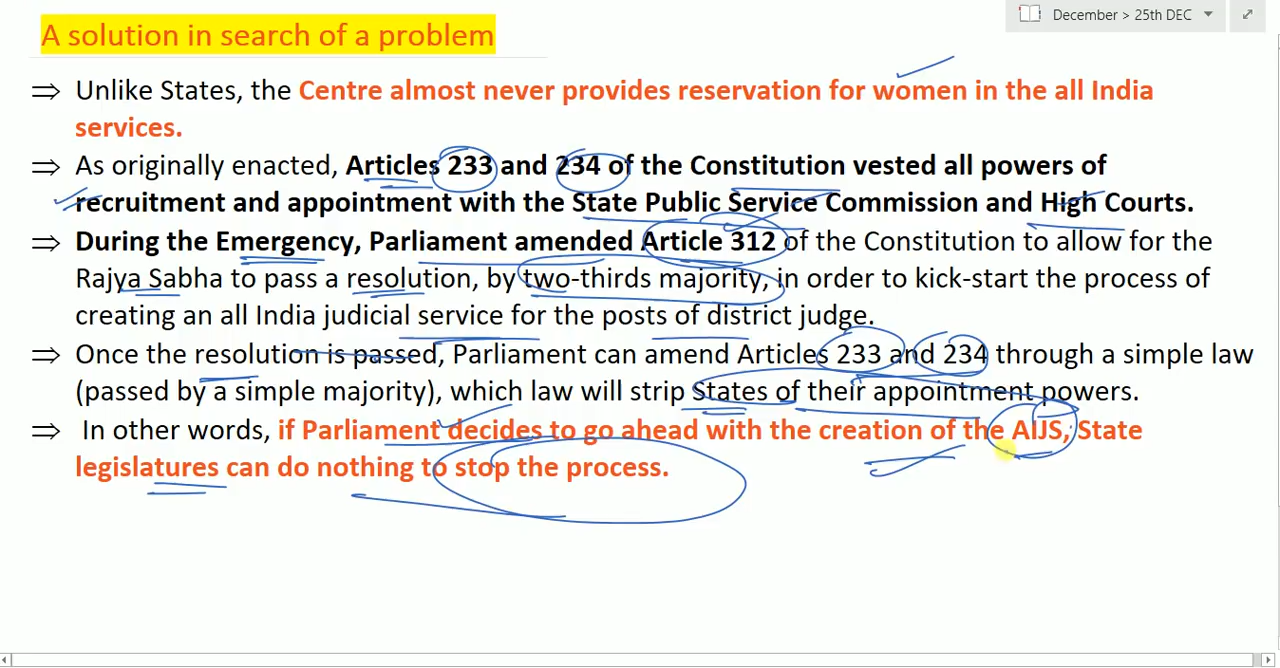 December > 25th DEC
A solution in search of a problem
⇒ Unlike States, the Centre almost never provides reservation for women in the all India
services.
⇒ As originally enacted, Articles 233 and 234 of the Constitution vested all powers of
recruitment and appointment with the State Public Service Commission and High Courts.
⇒ During the Emergency, Parliament amended Article 312 of the Constitution to allow for the
Rajya Sabha to pass a resolution, by two-thirds majority, in order to kick-start the process of
creating an all India judicial service for the posts of district judge.
⇒ Once the resolution is passed, Parliament can amend Articles 233 and 234 through a simple law
(passed by a simple majority), which law will strip States of their appointment powers.
⇒ In other words, if Parliament decides to go ahead with the creation of the AIJS, State
legislatures can do nothing to stop the process.